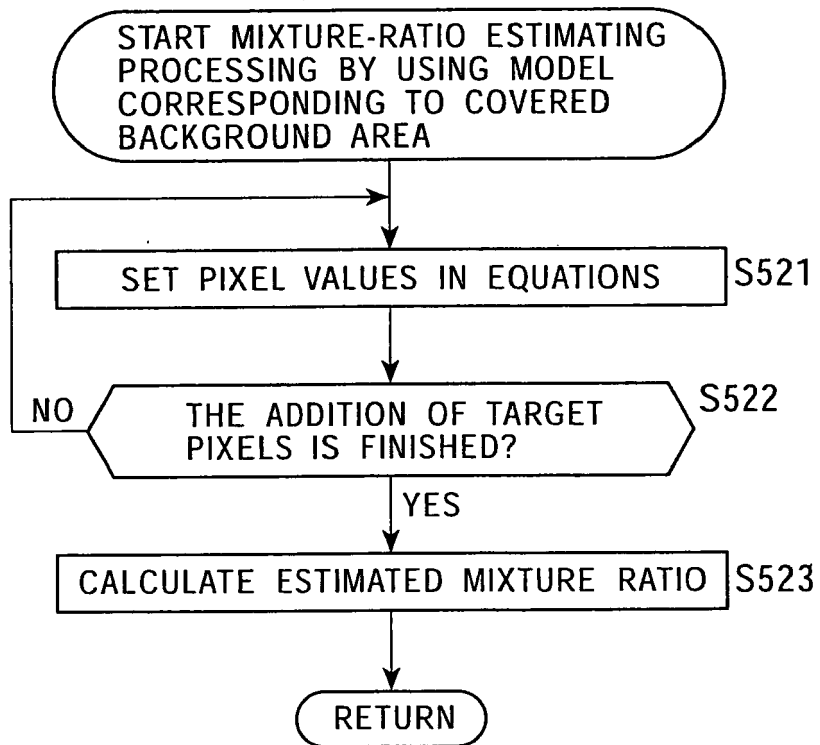 START MIXTURE-RATIO ESTIMATING
PROCESSING BY USING MODEL
CORRESPONDING TO COVERED
BACKGROUND AREA
SET PIXEL VALUES IN EQUATIONS
S521
THE ADDITION OF TARGET
PIXELS IS FINISHED?
S522
NO
YES
CALCULATE ESTIMATED MIXTURE RATIO
S523
RETURN